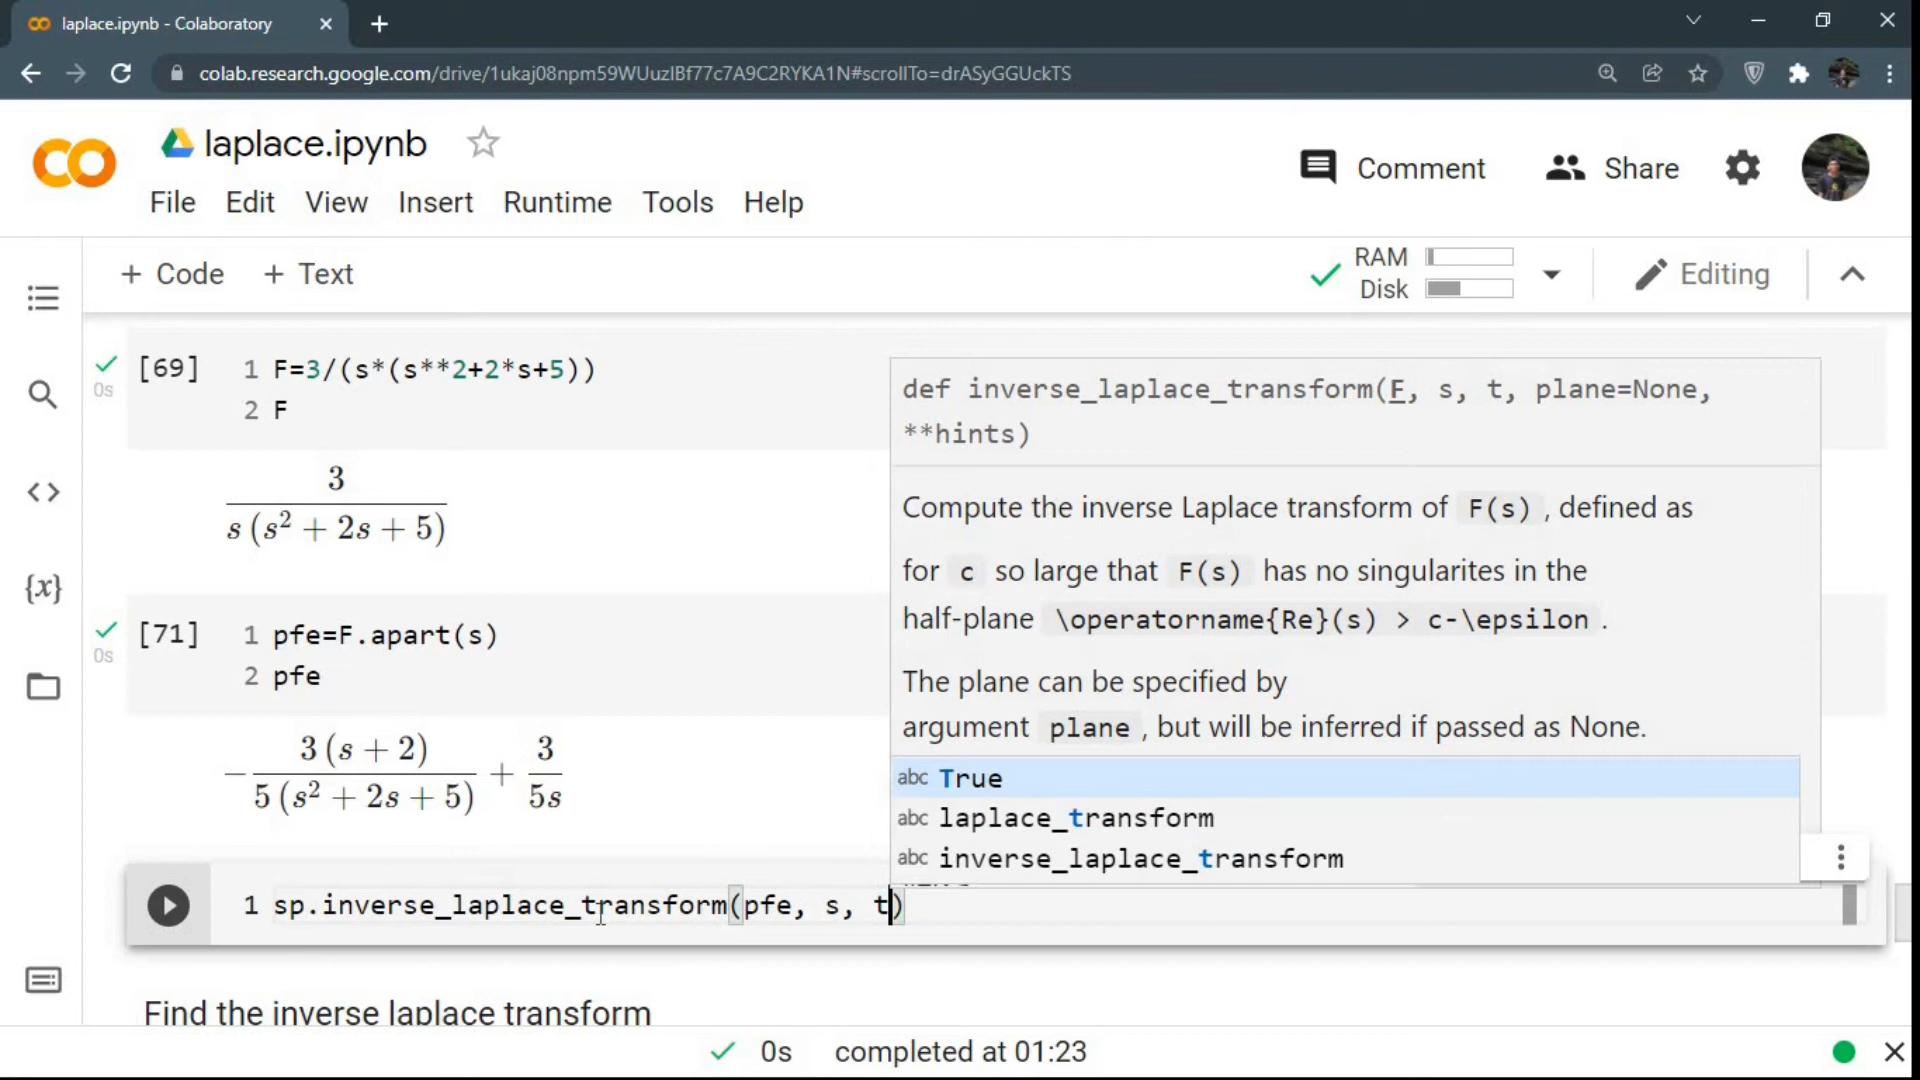 laplace.ipynb - Colaboratory
colab.research.google.com/drive/1ukaj08npm59WUuzlBf77c7A9C2RYKA1N#scrollTo=drASyGGUckTS
laplace.ipynb
File Edit View Insert Runtime Tools Help
Comment Share
+ Code + Text
RAM
Disk
Editing
[69] 1 F=3/(s*(s**2+2*s+5))
0s
2 F
3
s (s² + 2s + 5)
[71] 1 pfe=F.apart(s)
0s
2 pfe
3 (s + 2) 3
− + 
5 (s² + 2s + 5) 5s
def inverse_laplace_transform(F, s, t, plane=None,
**hints)
Compute the inverse Laplace transform of F(s), defined as
for c so large that F(s) has no singularites in the
half-plane \operatorname{Re}(s) > c-\epsilon .
The plane can be specified by
argument plane, but will be inferred if passed as None.
abc True
abc laplace_transform
abc inverse_laplace_transform
1 sp.inverse_laplace_transform(pfe, s, t)
Find the inverse laplace transform
0s completed at 01:23